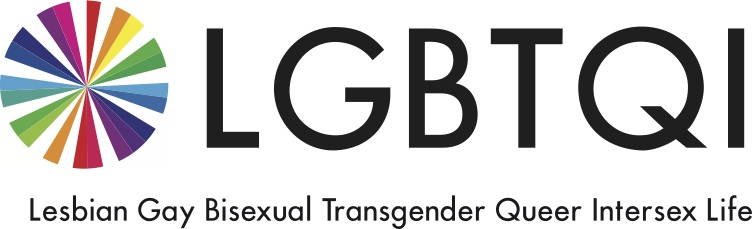 LGBTQI
Lesbian Gay Bisexual Transgender Queer Intersex Life